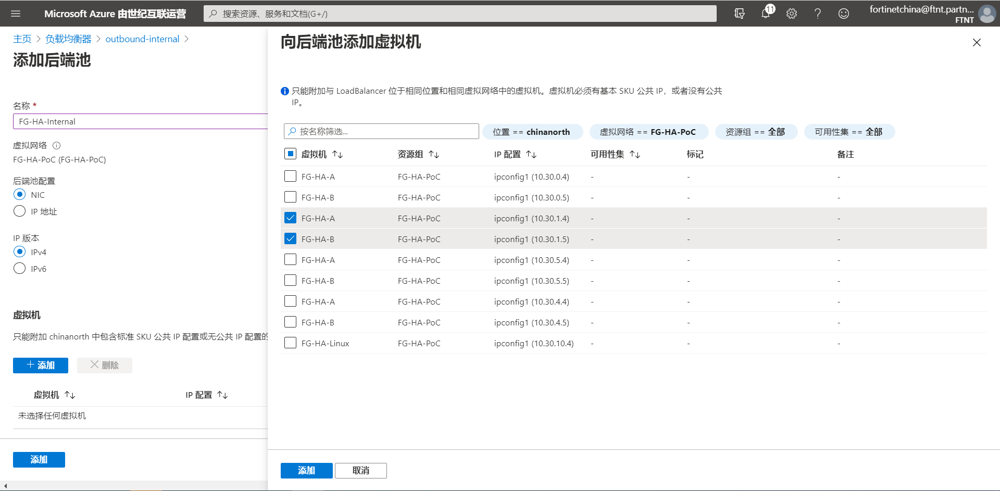 Microsoft Azure 由世纪互联运营
搜索资源、服务和文档(G+/)
11
fortinetchina@ftnt.partn...
FTNT
主页 > 负载均衡器 > outbound-internal >
添加后端池
名称 *
FG-HA-Internal
虚拟网络
FG-HA-PoC (FG-HA-PoC)
后端池配置
NIC
IP 地址
IP 版本
IPv4
IPv6
虚拟机
只能附加 chinanorth 中包含标准 SKU 公共 IP 配置或无公共 IP 配置的
添加 删除
虚拟机 IP 配置
未选择任何虚拟机
添加
向后端池添加虚拟机
只能附加与 LoadBalancer 位于相同位置和相同虚拟网络中的虚拟机。虚拟机必须有基本 SKU 公共 IP，或者没有公共
IP。
按名称筛选... 位置 == chinanorth 虚拟网络 == FG-HA-PoC 资源组 == 全部 可用性集 == 全部
虚拟机 资源组 IP 配置 可用性集 标记 备注
FG-HA-A FG-HA-PoC ipconfig1 (10.30.0.4) - - -
FG-HA-B FG-HA-PoC ipconfig1 (10.30.0.5) - - -
FG-HA-A FG-HA-PoC ipconfig1 (10.30.1.4) - - -
FG-HA-B FG-HA-PoC ipconfig1 (10.30.1.5) - - -
FG-HA-A FG-HA-PoC ipconfig1 (10.30.5.4) - - -
FG-HA-B FG-HA-PoC ipconfig1 (10.30.5.5) - - -
FG-HA-A FG-HA-PoC ipconfig1 (10.30.4.4) - - -
FG-HA-B FG-HA-PoC ipconfig1 (10.30.4.5) - - -
FG-HA-Linux FG-HA-PoC ipconfig1 (10.30.10.4) - - -
添加 取消